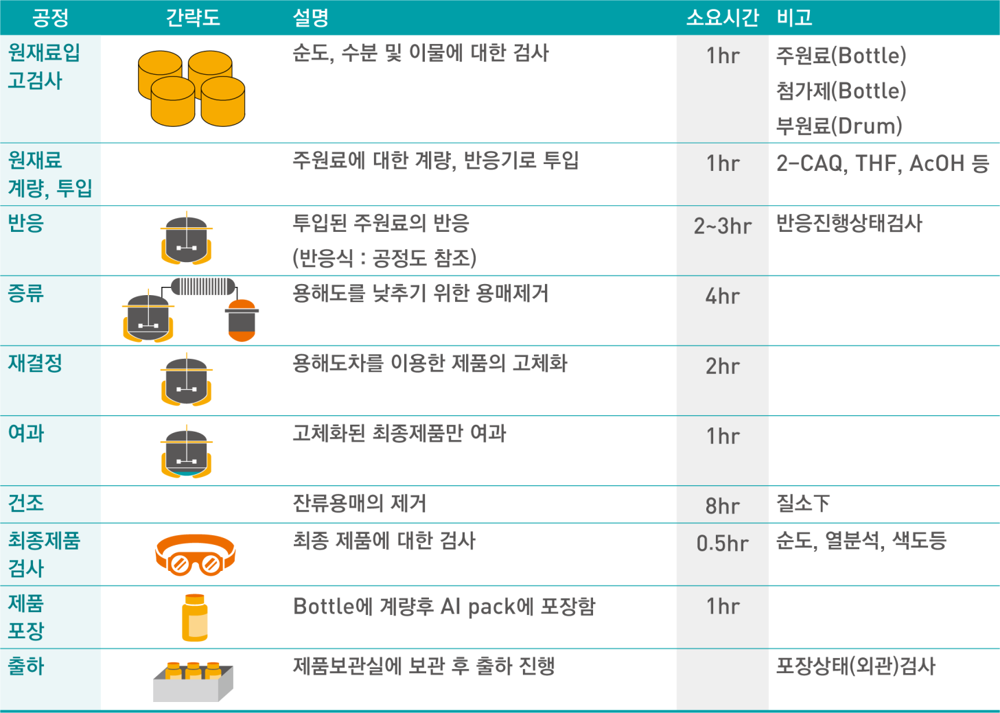 공정 간략도 설명 소요시간 비고
원재료입
고검사
순도, 수분 및 이물에 대한 검사
1hr
주원료(Bottle)
첨가제(Bottle)
부원료(Drum)
원재료
계량, 투입
주원료에 대한 계량, 반응기로 투입
1hr
2-CAQ, THF, AcOH 등
반응
투입된 주원료의 반응
(반응식 : 공정도 참조)
2~3hr
반응진행상태검사
증류
용해도를 낮추기 위한 용매제거
4hr
재결정
용해도차를 이용한 제품의 고체화
2hr
여과
고체화된 최종제품만 여과
1hr
건조
잔류용매의 제거
8hr
질소下
최종제품
검사
최종 제품에 대한 검사
0.5hr
순도, 열분석, 색도등
제품
포장
Bottle에 계량후 AI pack에 포장함
1hr
출하
제품보관실에 보관 후 출하 진행
포장상태(외관)검사